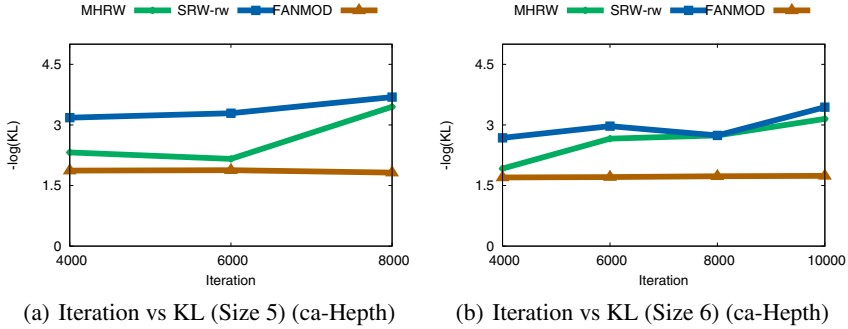 MHRW SRW-rw FANMOD
4.5
3
1.5
0
-log(KL)
4000 6000 8000
Iteration
(a) Iteration vs KL (Size 5) (ca-Hepth)
MHRW SRW-rw FANMOD
4.5
3
1.5
0
-log(KL)
4000 6000 8000 10000
Iteration
(b) Iteration vs KL (Size 6) (ca-Hepth)